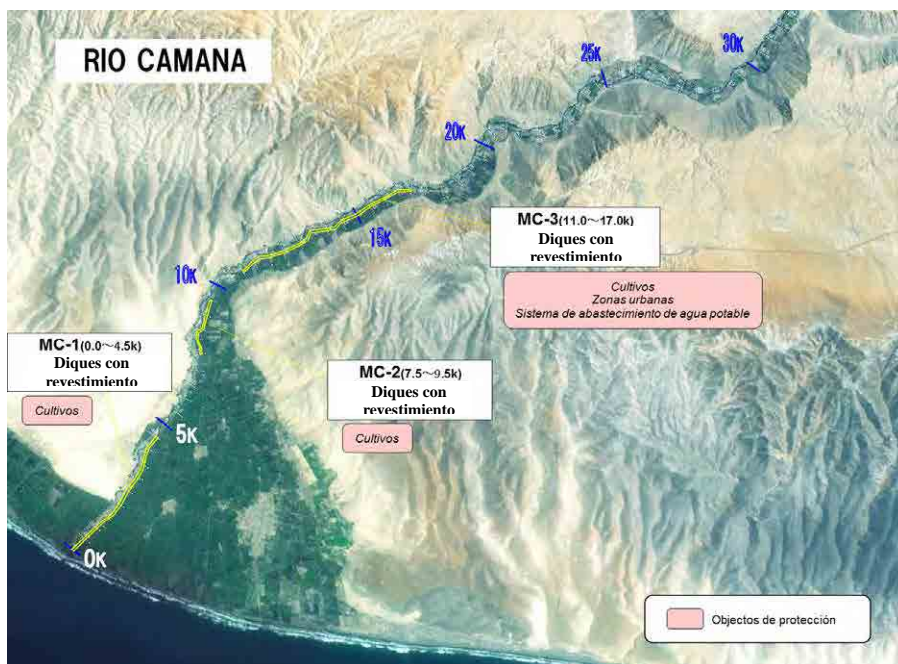 RIO CAMANA
30K
25K
20K
15K
10K
MC-3(11.0～17.0k)
Diques con
revestimiento
Cultivos
Zonas urbanas
Sistema de abastecimiento de agua potable
MC-1(0.0～4.5k)
Diques con
revestimiento
Cultivos
MC-2(7.5～9.5k)
Diques con
revestimiento
Cultivos
5K
0K
Objectos de protección